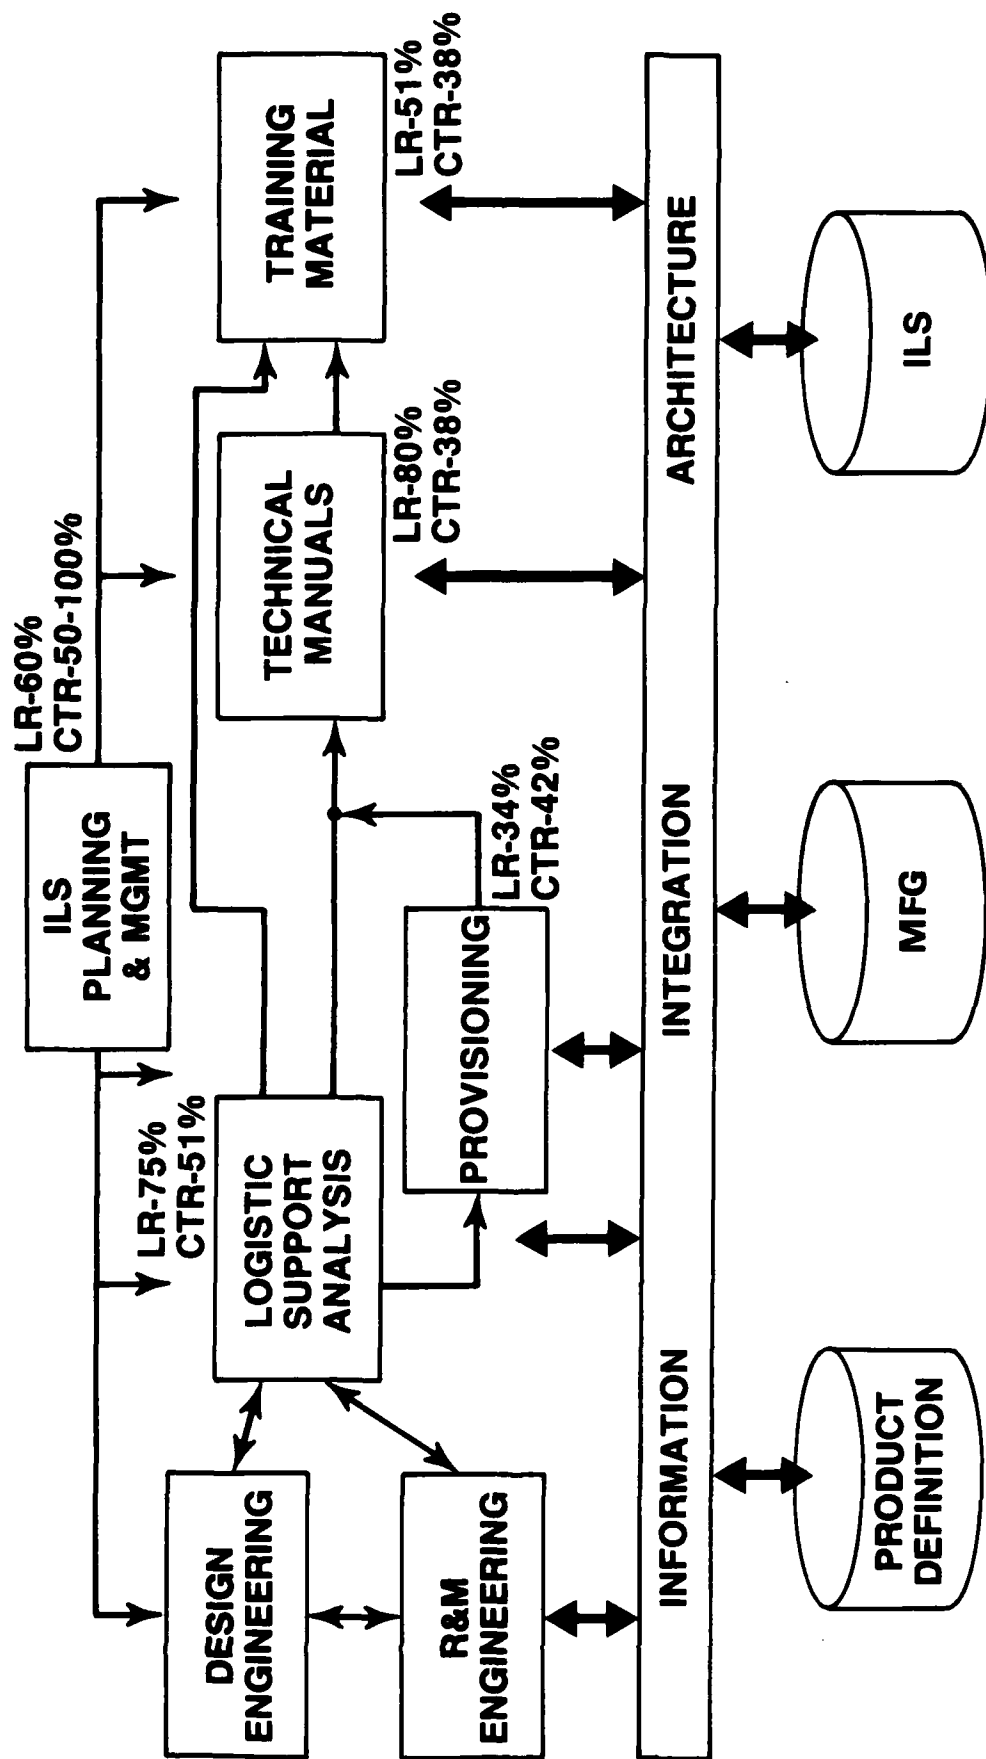 ILS
PLANNING
& MGMT
LR-60%
CTR-50-100%
LR-75%
CTR-51%
DESIGN
ENGINEERING
LOGISTIC
SUPPORT
ANALYSIS
TECHNICAL
MANUALS
TRAINING
MATERIAL
LR-80%
CTR-38%
LR-51%
CTR-38%
R&M
ENGINEERING
PROVISIONING
LR-34%
CTR-42%
INFORMATION INTEGRATION ARCHITECTURE
PRODUCT
DEFINITION
MFG
ILS